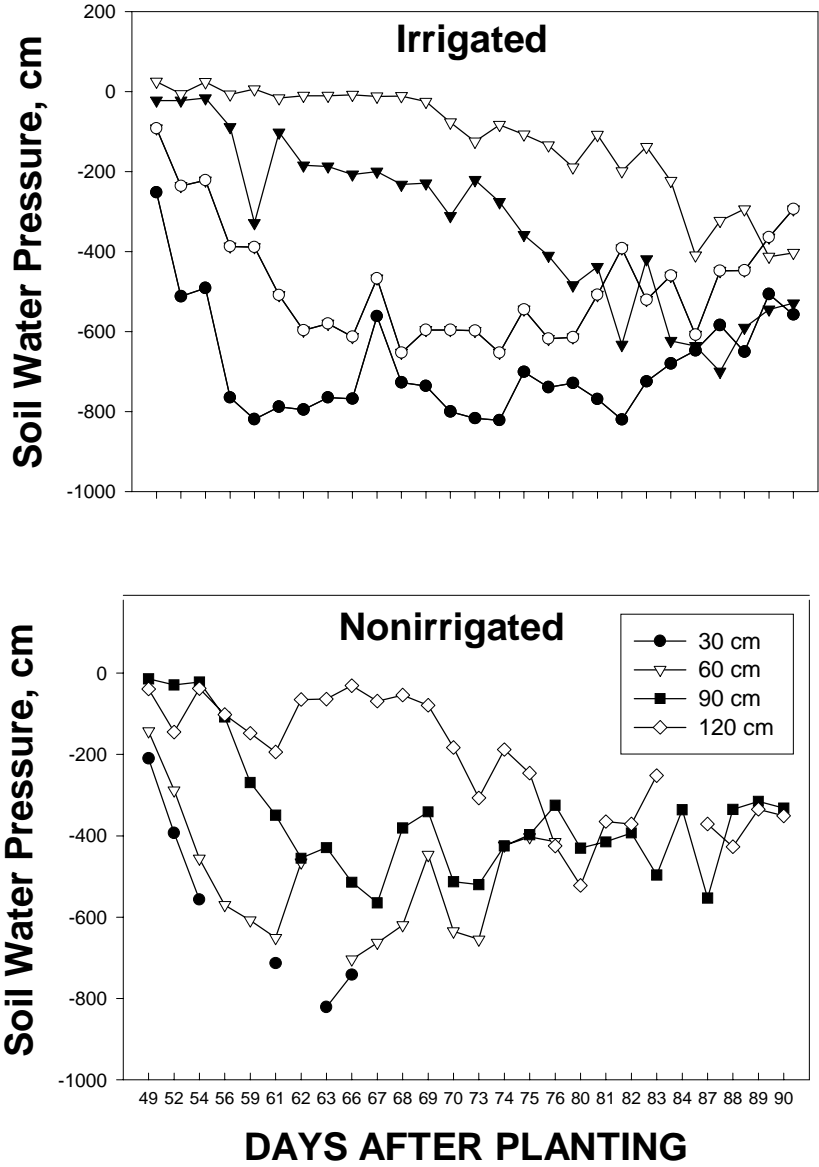 Irrigated
Soil Water Pressure, cm
200
0
-200
-400
-600
-800
-1000
Nonirrigated
Soil Water Pressure, cm
30 cm
60 cm
90 cm
120 cm
0
-200
-400
-600
-800
-1000
49 52 54 56 59 61 62 63 66 67 68 69 70 73 74 75 76 80 81 82 83 84 87 88 89 90
DAYS AFTER PLANTING